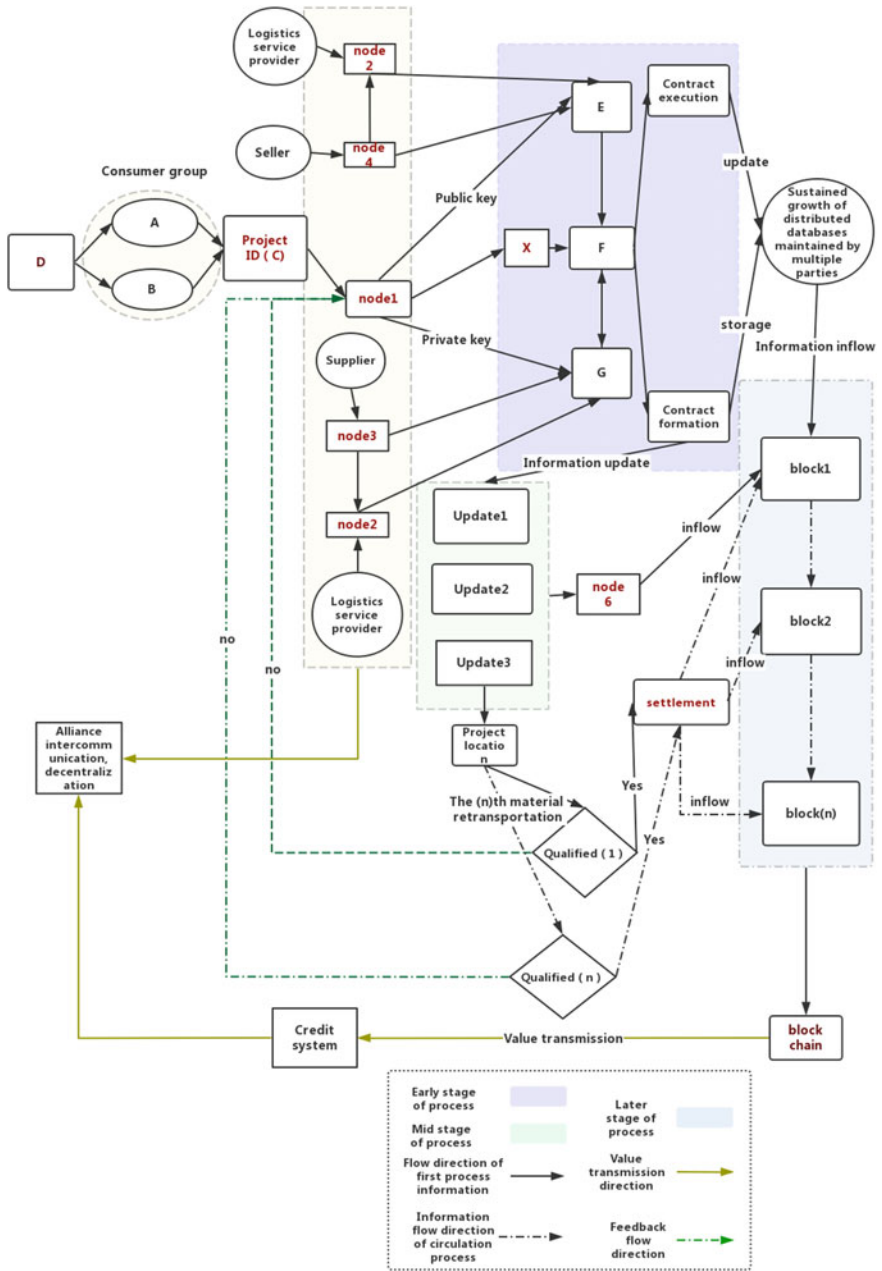 Logistics
service
provider
node
2
Contract
execution
E
Seller
node
4
update
Consumer group
Public key
Sustained
growth of
distributed
databases
maintained by
multiple
parties
A
Project
ID ( C )
D
X
F
B
node1
storage
Private key
Information inflow
Supplier
G
Contract
formation
node3
Information update
block1
Update1
node2
inflow
inflow
Update2
node
6
Logistics
service
provider
block2
no
no
Update3
inflow
settlement
Alliance
intercomm
unication,
decentraliz
ation
Project
locatio
n
Yes
The (n)th material
retransportation
inflow
block(n)
Yes
Qualified ( 1 )
Qualified ( n )
Credit
system
Value transmission
block
chain
Early stage
of process
Later
stage of
process
Mid stage
of process
Flow direction of
first process
information
Value
transmission
direction
Information
flow direction
of circulation
process
Feedback
flow
direction